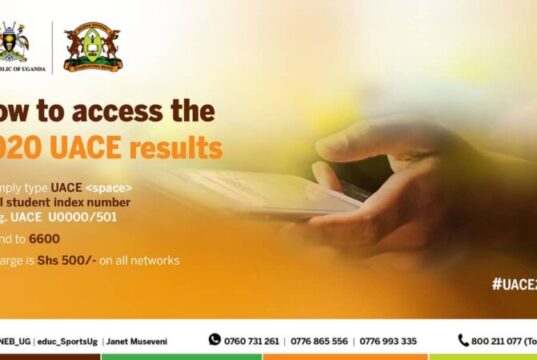 BLIC OF UGANDA
ow to access the
020 UACE results
mply type UACE <space>
l student index number
g. UACE U0000/501
nd to 6600
arge is Shs 500/- on all networks
#UACE2
NEB_UG | educ_SportsUg | Janet Museveni
0760 731 261 | 0776 865 556 | 0776 993 335
800 211 077 (To